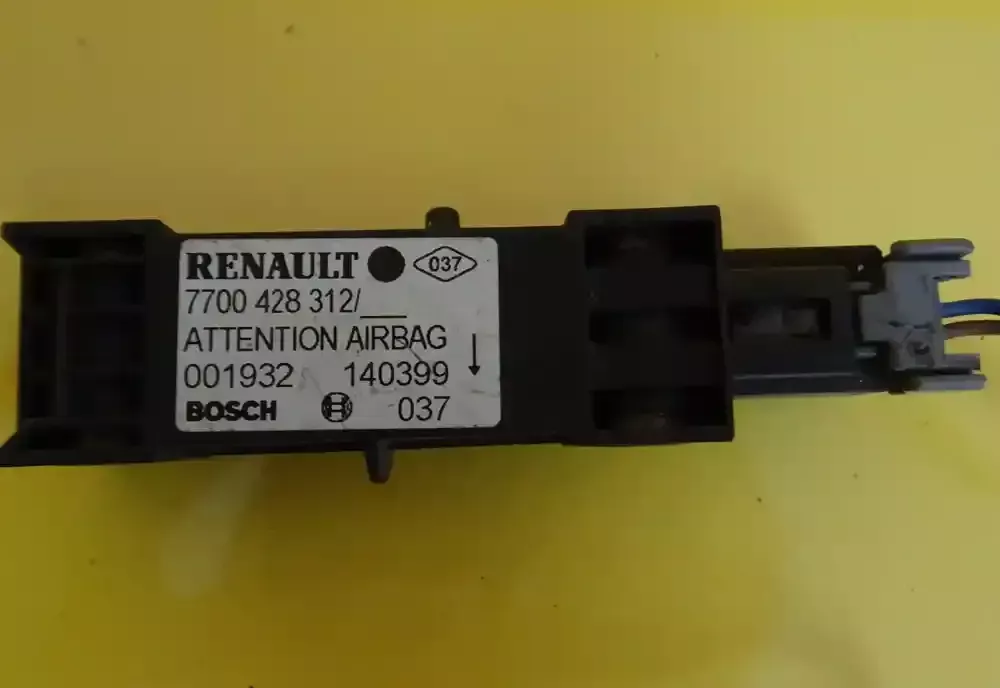 RENAULT 037
7700 428 312/___
ATTENTION AIRBAG
001932 140399
BOSCH 037